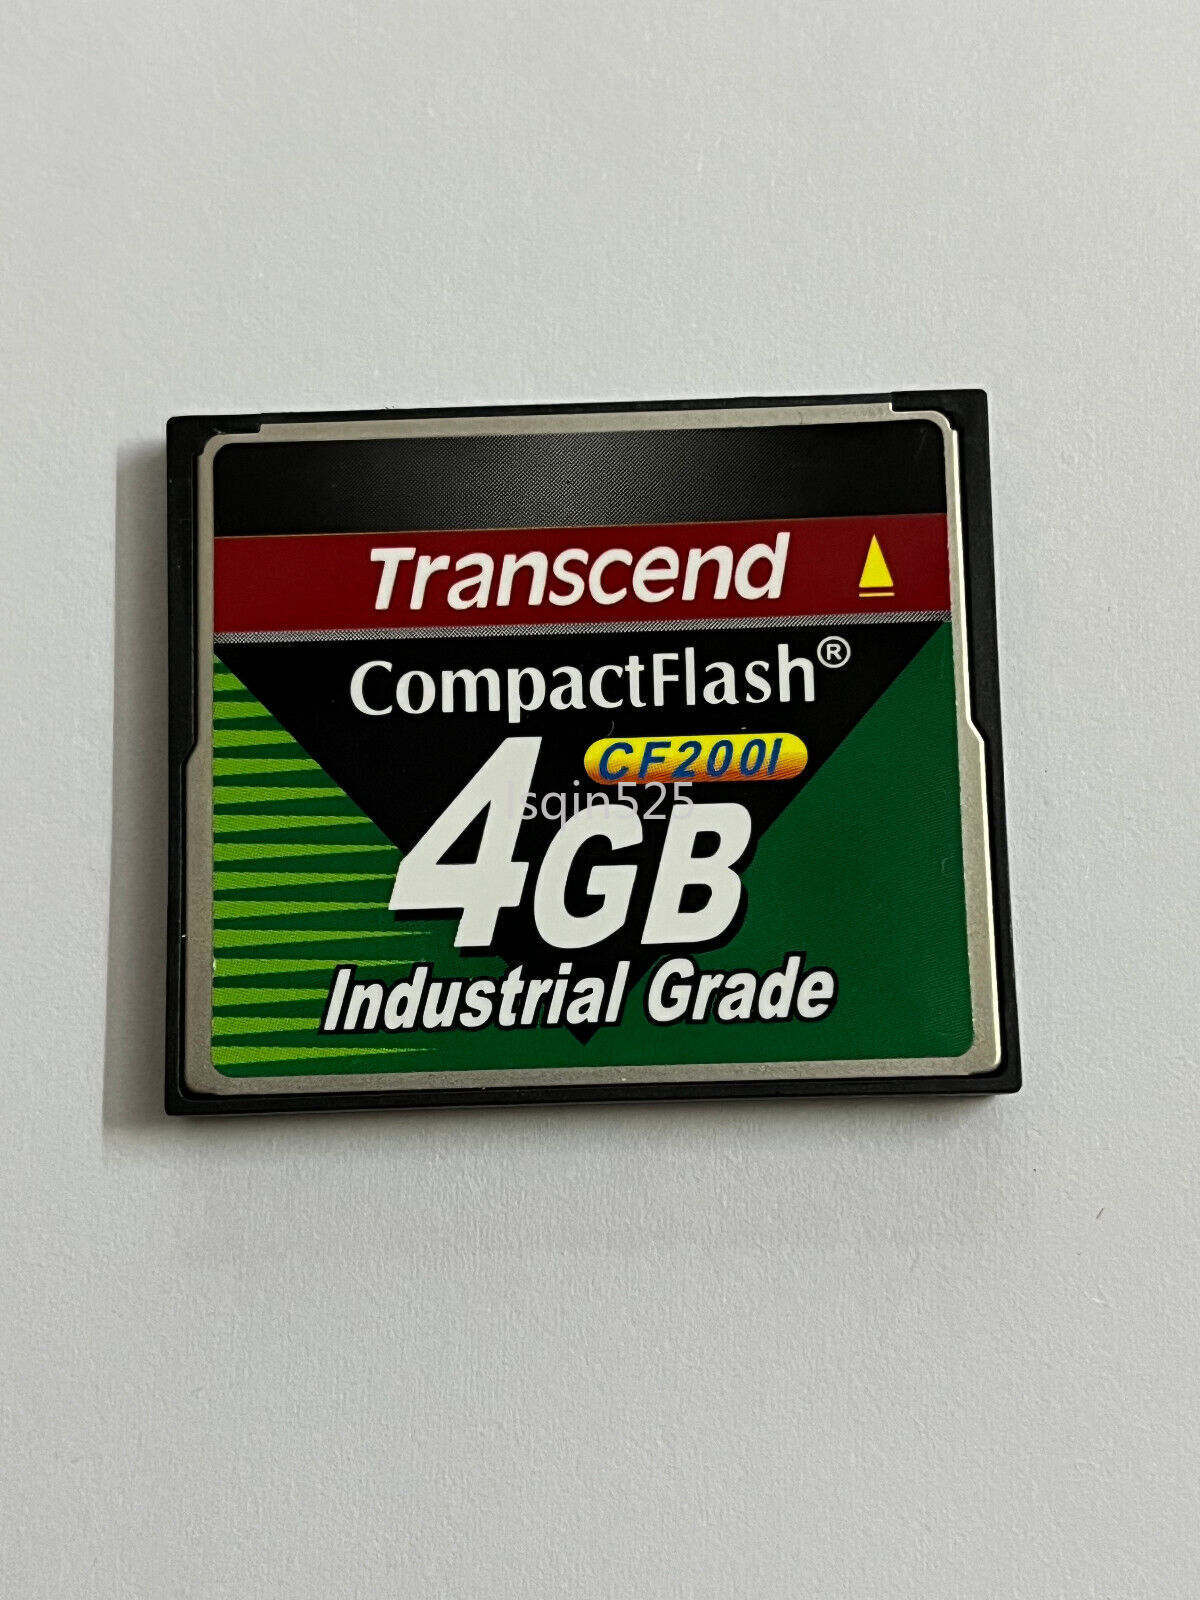 Transcend
CompactFlash®
CF200I
4GB
lsqin525
Industrial Grade